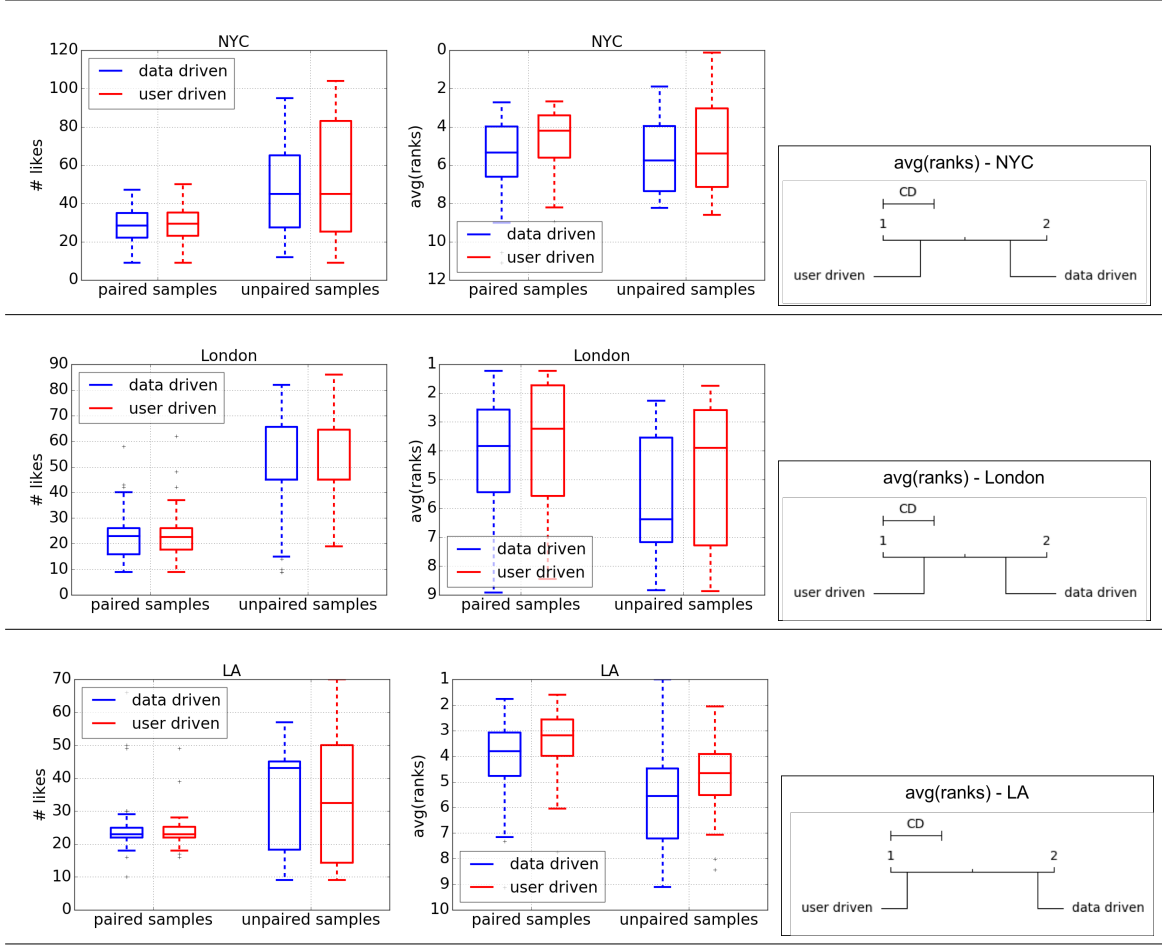 NYC
120
100
80
60
40
20
0
# likes
data driven
user driven
paired samples unpaired samples
NYC
0
2
4
6
8
10
12
avg(ranks)
data driven
user driven
paired samples unpaired samples
avg(ranks) - NYC
CD
1 2
user driven data driven
London
90
80
70
60
50
40
30
20
10
0
# likes
data driven
user driven
paired samples unpaired samples
London
1
2
3
4
5
6
7
8
9
avg(ranks)
data driven
user driven
paired samples unpaired samples
avg(ranks) - London
CD
1 2
user driven data driven
LA
70
60
50
40
30
20
10
0
# likes
data driven
user driven
paired samples unpaired samples
LA
1
2
3
4
5
6
7
8
9
10
avg(ranks)
data driven
user driven
paired samples unpaired samples
avg(ranks) - LA
CD
1 2
user driven data driven